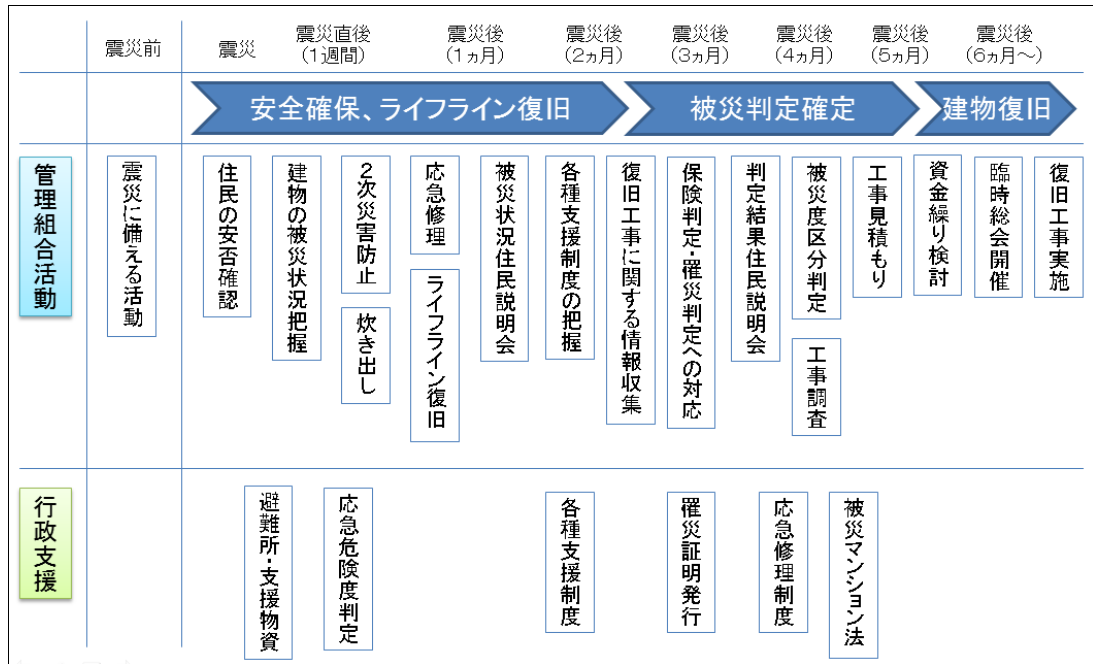 震災前
震災
震災直後
(1週間)
震災後
(1ヵ月)
震災後
(2ヵ月)
震災後
(3ヵ月)
震災後
(4ヵ月)
震災後
(5ヵ月)
震災後
(6ヵ月～)
安全確保、ライフライン復旧
被災判定確定
建物復旧
管理組合活動
震災に備える活動
住民の安否確認
建物の被災状況把握
2次災害防止
炊き出し
応急修理
ライフライン復旧
被災状況住民説明会
各種支援制度の把握
復旧工事に関する情報収集
保険判定・罹災判定への対応
判定結果住民説明会
被災度区分判定
工事調査
工事見積もり
資金繰り検討
臨時総会開催
復旧工事実施
行政支援
避難所・支援物資
応急危険度判定
各種支援制度
罹災証明発行
応急修理制度
被災マンション法